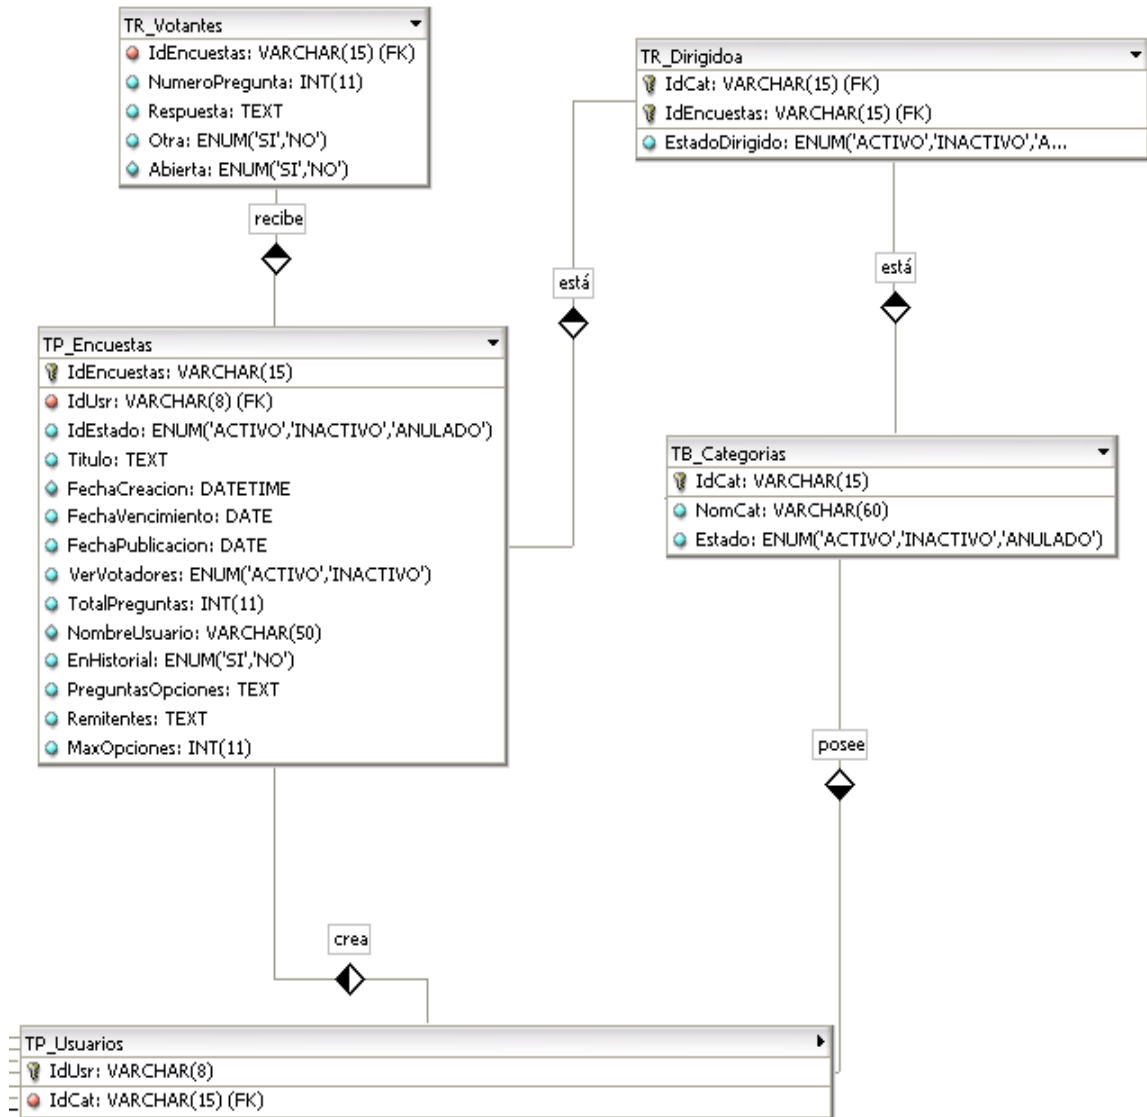 TR_Votantes
IdEncuestas: VARCHAR(15) (FK)
NumeroPregunta: INT(11)
Respuesta: TEXT
Otra: ENUM('SI','NO')
Abierta: ENUM('SI','NO')
recibe
TR_Dirigidoa
IdCat: VARCHAR(15) (FK)
IdEncuestas: VARCHAR(15) (FK)
EstadoDirigido: ENUM('ACTIVO','INACTIVO','A...
está
está
TP_Encuestas
IdEncuestas: VARCHAR(15)
IdUsr: VARCHAR(8) (FK)
IdEstado: ENUM('ACTIVO','INACTIVO','ANULADO')
Titulo: TEXT
FechaCreacion: DATETIME
FechaVencimiento: DATE
FechaPublicacion: DATE
VerVotadores: ENUM('ACTIVO','INACTIVO')
TotalPreguntas: INT(11)
NombreUsuario: VARCHAR(50)
EnHistorial: ENUM('SI','NO')
PreguntasOpciones: TEXT
Remitentes: TEXT
MaxOpciones: INT(11)
TB_Categorias
IdCat: VARCHAR(15)
NomCat: VARCHAR(60)
Estado: ENUM('ACTIVO','INACTIVO','ANULADO')
posee
crea
TP_Usuarios
IdUsr: VARCHAR(8)
IdCat: VARCHAR(15) (FK)